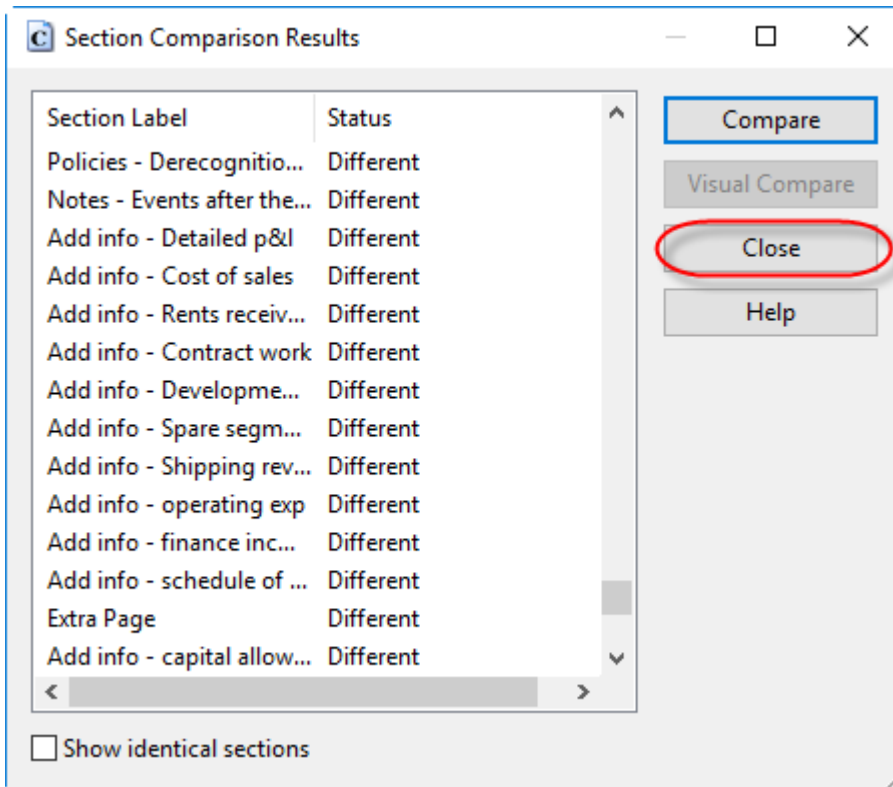 Section Comparison Results
Section Label Status
Policies - Derecognitio... Different
Notes - Events after the... Different
Add info - Detailed p&l Different
Add info - Cost of sales Different
Add info - Rents receiv... Different
Add info - Contract work Different
Add info - Developme... Different
Add info - Spare segm... Different
Add info - Shipping rev... Different
Add info - operating exp Different
Add info - finance inc... Different
Add info - schedule of ... Different
Extra Page Different
Add info - capital allow... Different
Show identical sections
Compare
Visual Compare
Close
Help